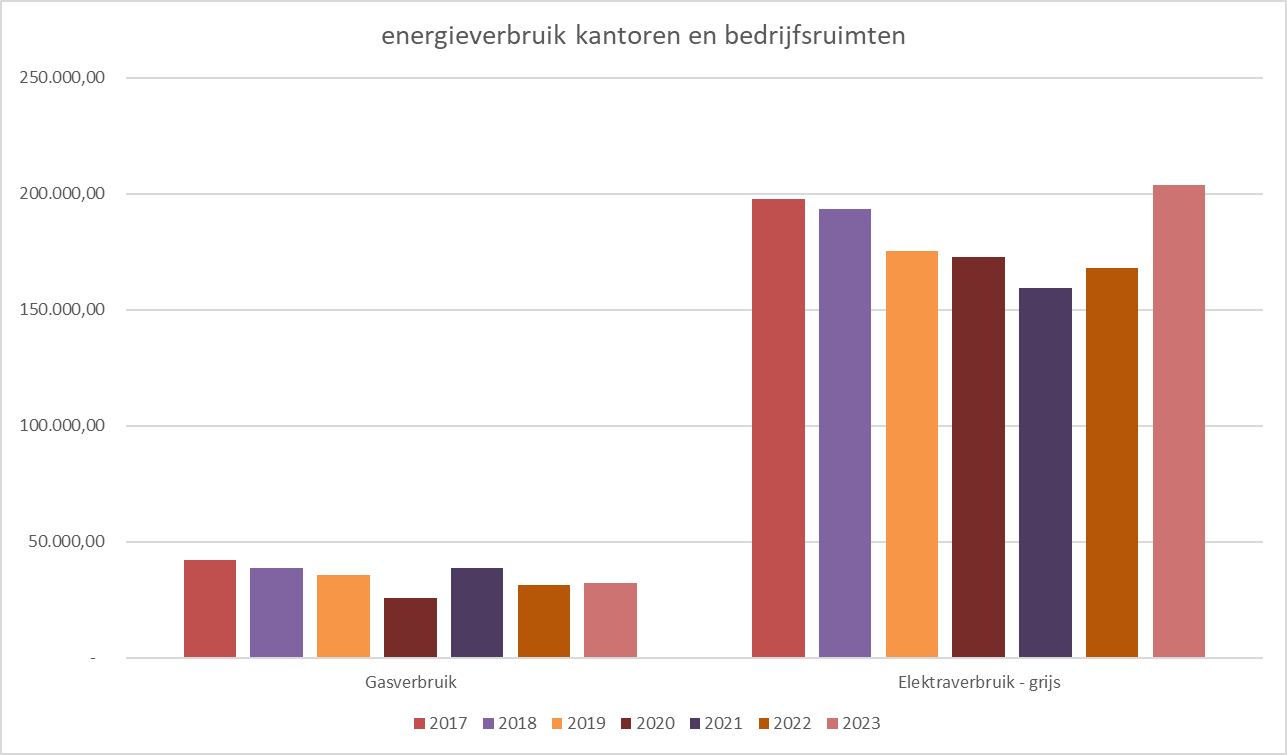 energieverbruik kantoren en bedrijfsruimten
250.000,00
200.000,00
150.000,00
100.000,00
50.000,00
-
Gasverbruik Elektraverbruik - grijs
2017 2018 2019 2020 2021 2022 2023